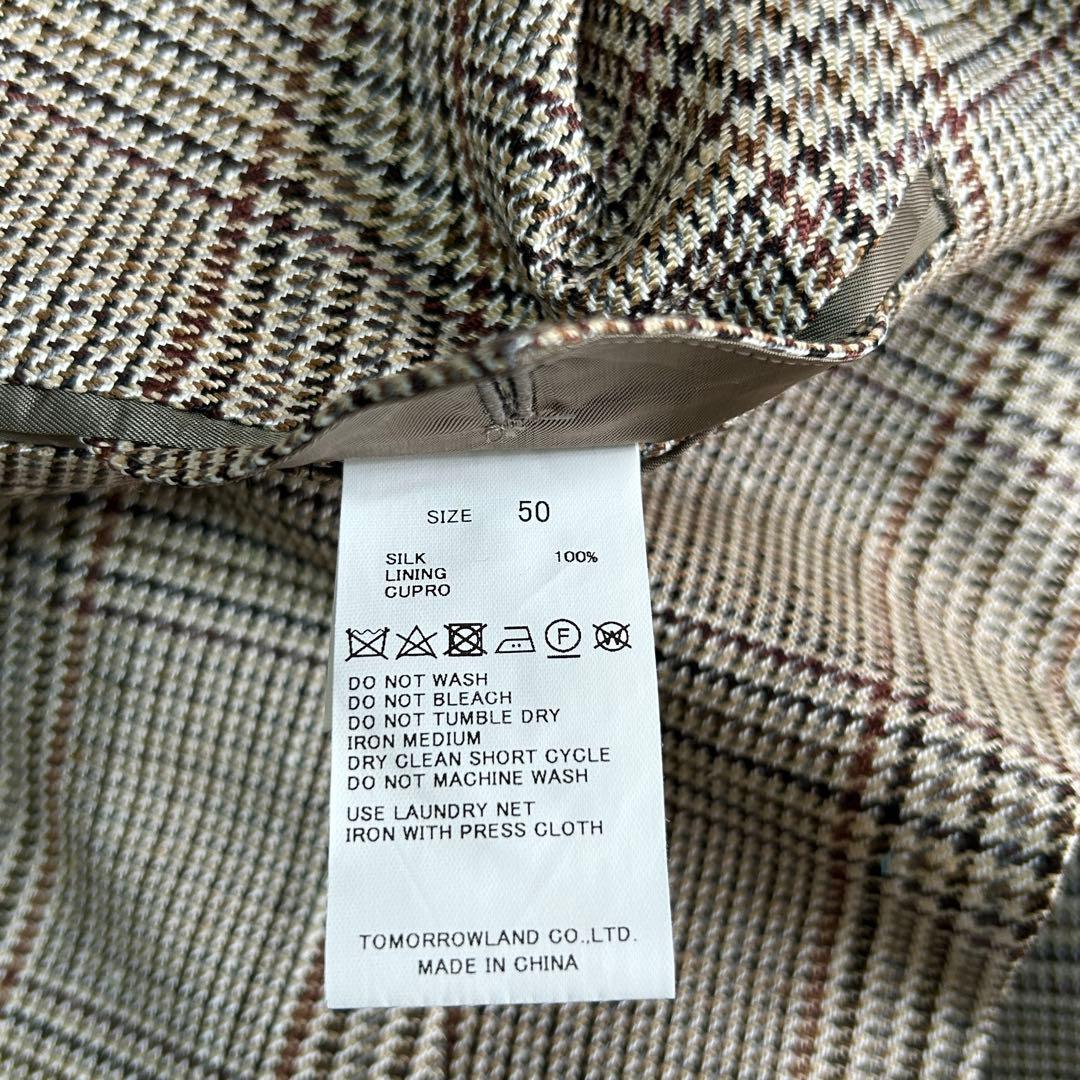 SIZE 50
SILK 100%
LINING
CUPRO
F W
DO NOT WASH
DO NOT BLEACH
DO NOT TUMBLE DRY
IRON MEDIUM
DRY CLEAN SHORT CYCLE
DO NOT MACHINE WASH
USE LAUNDRY NET
IRON WITH PRESS CLOTH
TOMORROWLAND CO.,LTD.
MADE IN CHINA